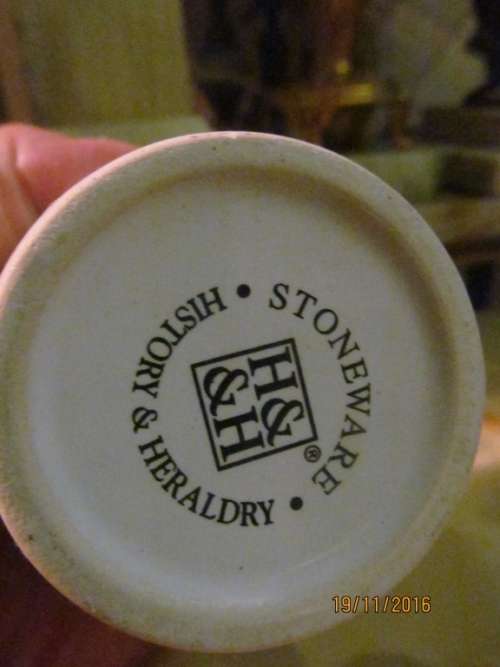 • STONEWARE •
HISTORY & HERALDRY
H&
&H
®
19/11/2016